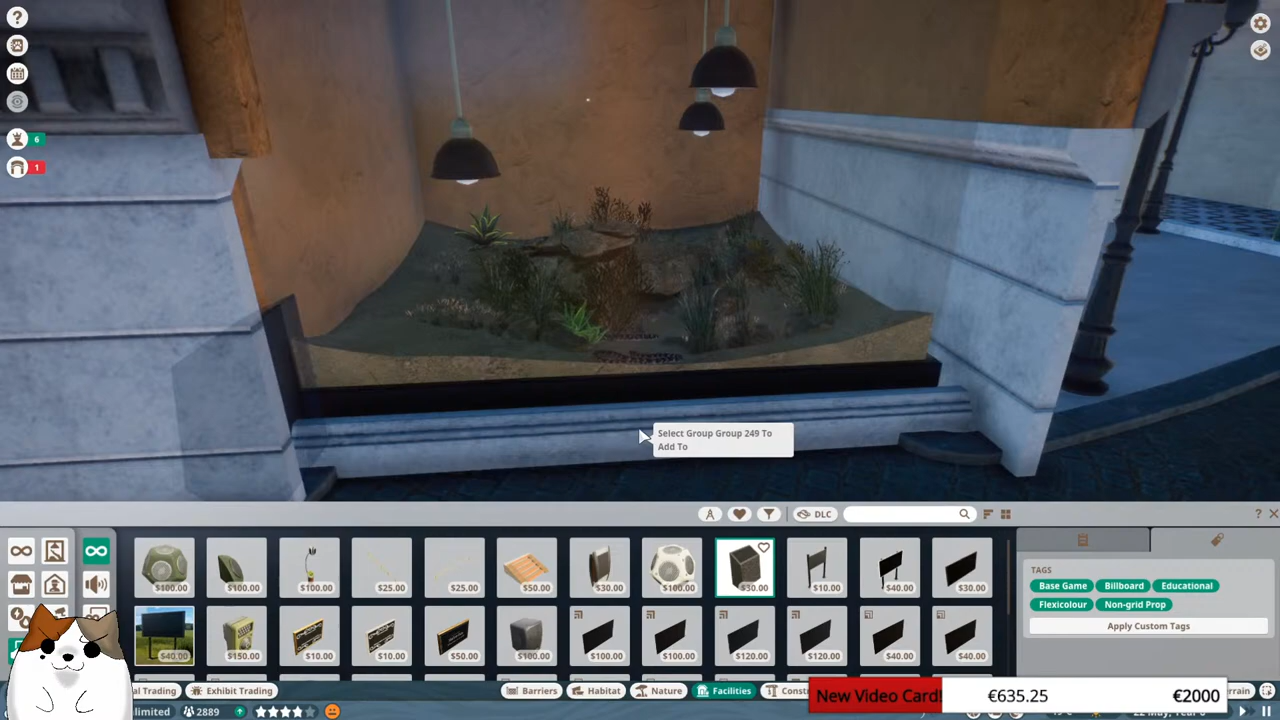 ?
6
1
Select Group Group 249 To
Add To
DLC
? X
$100.00 $100.00 $100.00 $25.00 $25.00 $50.00 $30.00 $100.00 $30.00 $10.00 $40.00 $30.00
$40.00 $150.00 $10.00 $10.00 $50.00 $100.00 $100.00 $100.00 $120.00 $120.00 $40.00 $40.00
TAGS
Base Game Billboard Educational
Flexicolour Non-grid Prop
Apply Custom Tags
al Trading Exhibit Trading Barriers Habitat Nature Facilities Constr
New Video Card! €635.25 €2000
errain
limited 2889